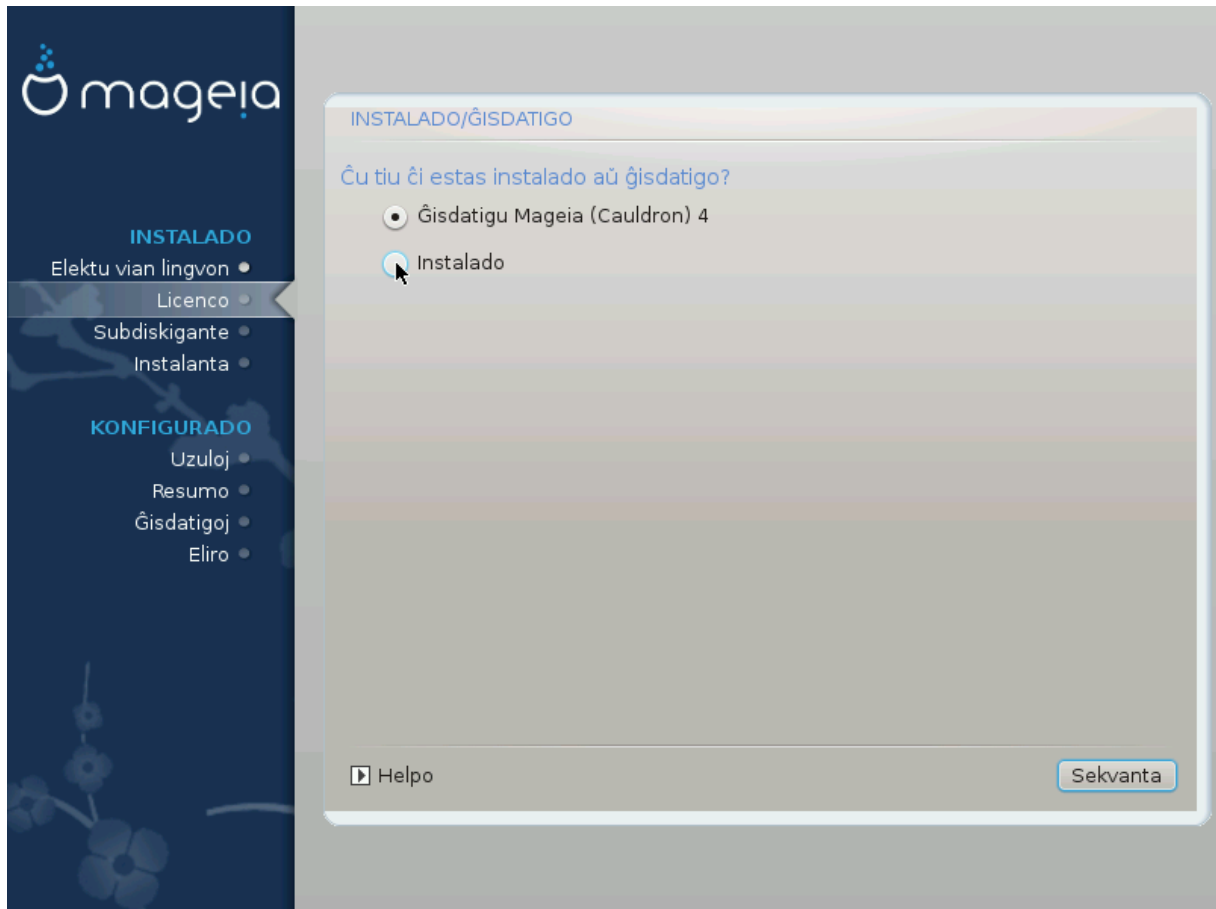 mageia
INSTALADO
Elektu vian lingvon
Licenco
Subdiskigante
Instalanta
KONFIGURADO
Uzuloj
Resumo
Ĝisdatigoj
Eliro
INSTALADO/ĜISDATIGO
Ĉu tiu ĉi estas instalado aŭ ĝisdatigo?
Ĝisdatigu Mageia (Cauldron) 4
Instalado
Helpo
Sekvanta